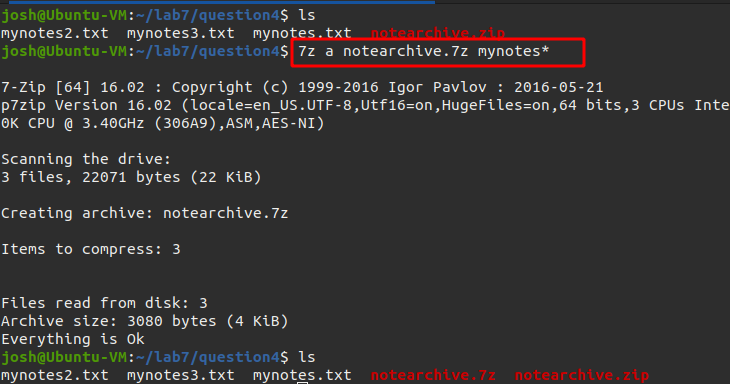 josh@Ubuntu-VM:~/lab7/question4$ ls
mynotes2.txt  mynotes3.txt  mynotes.txt  notearchive.zip
josh@Ubuntu-VM:~/lab7/question4$ 7z a notearchive.7z mynotes*
7-Zip [64] 16.02 : Copyright (c) 1999-2016 Igor Pavlov : 2016-05-21
p7zip Version 16.02 (locale=en_US.UTF-8,Utf16=on,HugeFiles=on,64 bits,3 CPUs Inte
0K CPU @ 3.40GHz (306A9),ASM,AES-NI)
Scanning the drive:
3 files, 22071 bytes (22 KiB)
Creating archive: notearchive.7z
Items to compress: 3
Files read from disk: 3
Archive size: 3080 bytes (4 KiB)
Everything is Ok
josh@Ubuntu-VM:~/lab7/question4$ ls
mynotes2.txt  mynotes3.txt  mynotes.txt  notearchive.7z  notearchive.zip